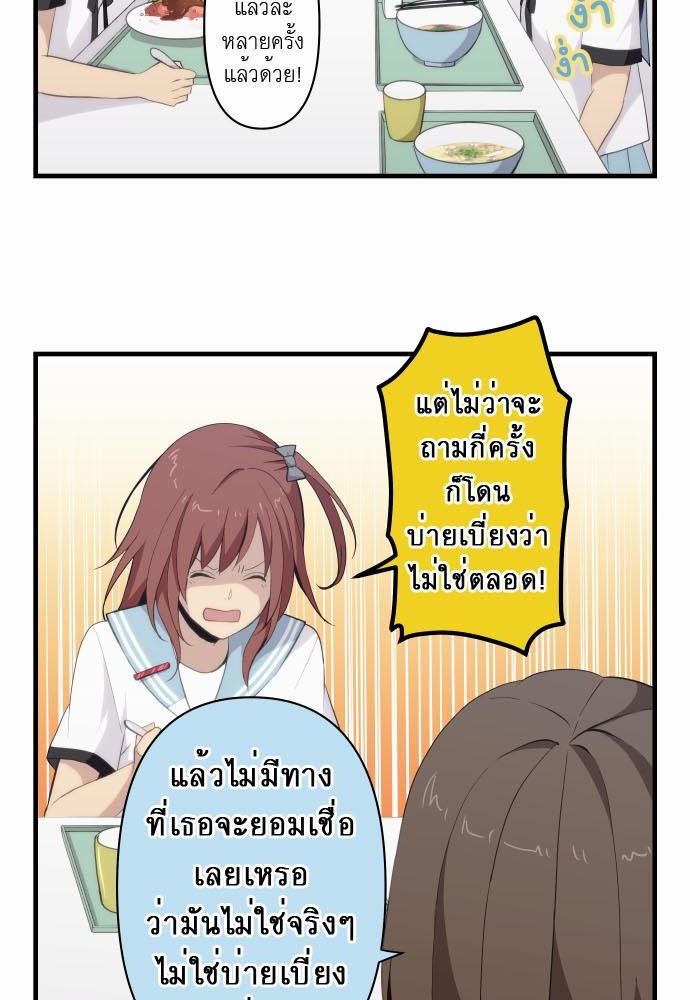 แล้วล่ะ
หลายครั้ง
แล้วด้วย!
ง่ำ
ง่ำ
แต่ไม่ว่าจะ
ถามกี่ครั้ง
ก็โดน
บ่ายเบี่ยงว่า
ไม่ใช่ตลอด!
แล้วไม่มีทาง
ที่เธอจะยอมเชื่อ
เลยเหรอ
ว่ามันไม่ใช่จริงๆ
ไม่ใช่บ่ายเบี่ยง